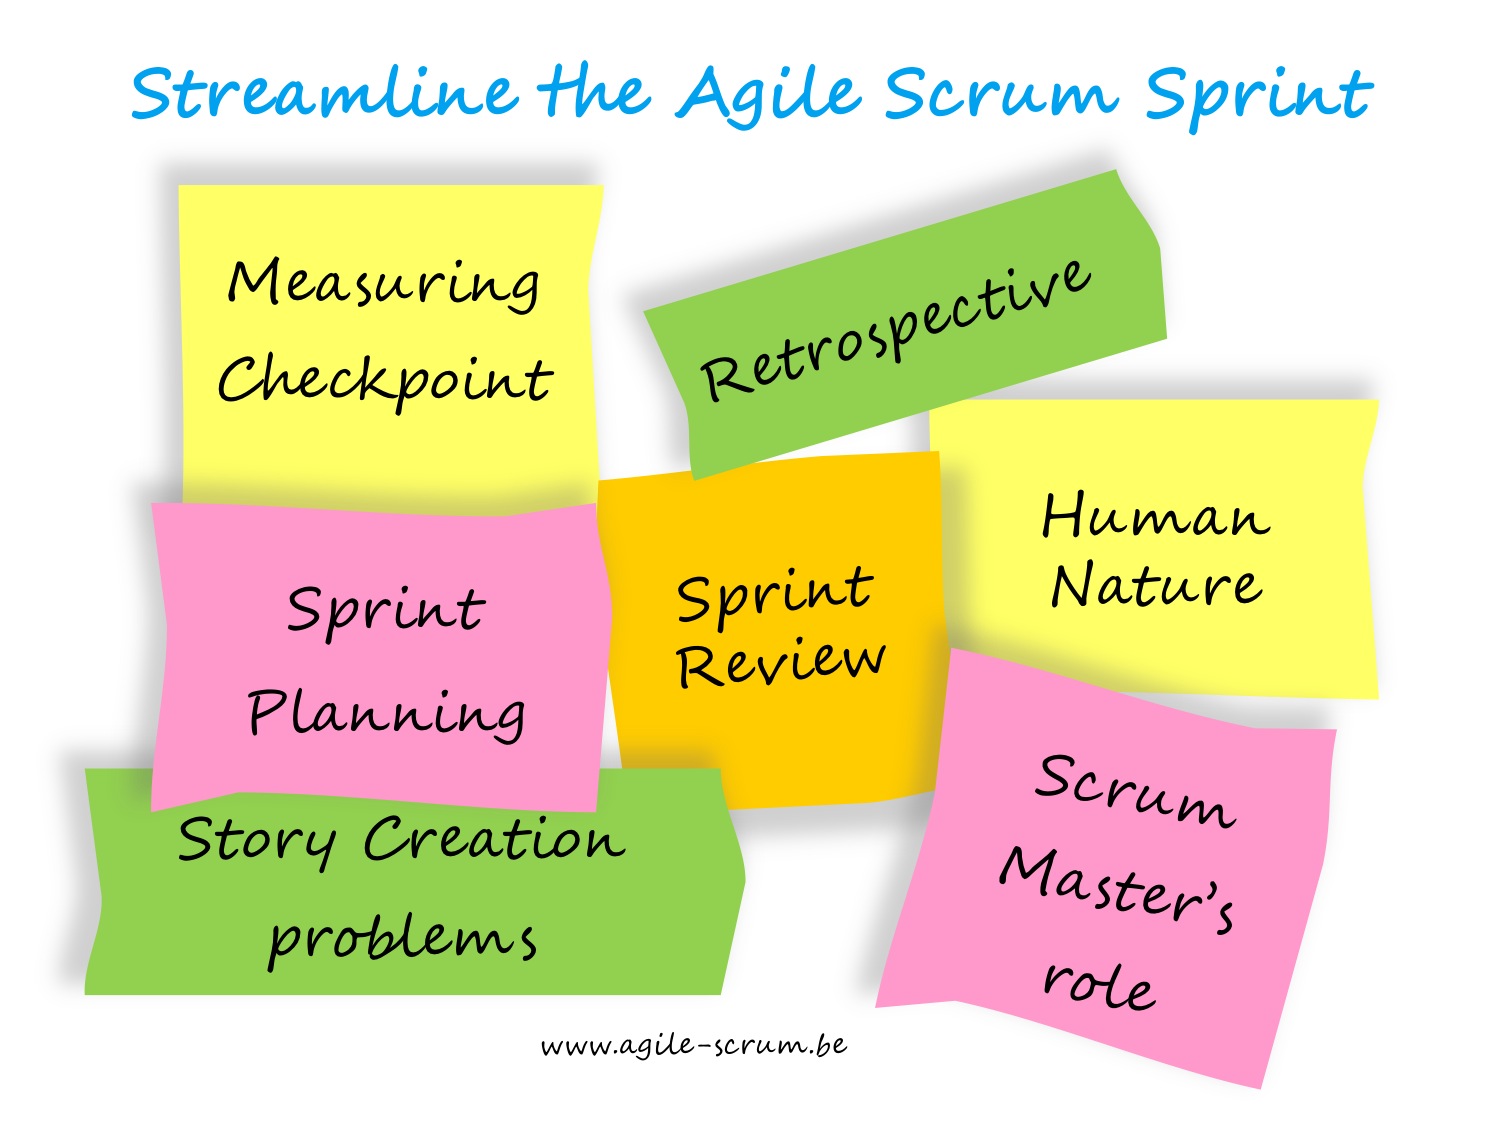 Streamline the Agile Scrum Sprint
Measuring
Checkpoint
Retrospective
Human
Nature
Sprint
Planning
Sprint
Review
Scrum
Master’s
role
Story Creation
problems
www.agile-scrum.be